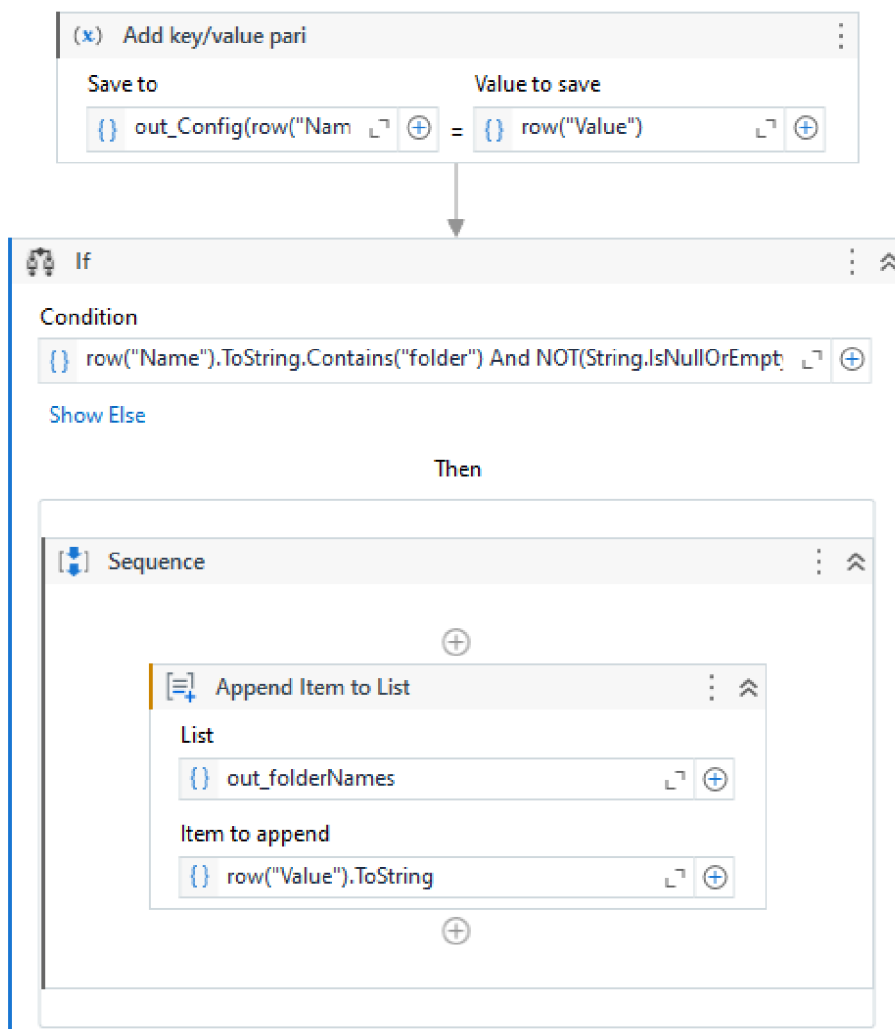 (x) Add key/value pari
Save to Value to save
{} out_Config(row("Nam = {} row("Value")
If
Condition
{} row("Name").ToString.Contains("folder") And NOT(String.IsNullOrEmpty
Show Else
Then
Sequence
Append Item to List
List
{} out_folderNames
Item to append
{} row("Value").ToString